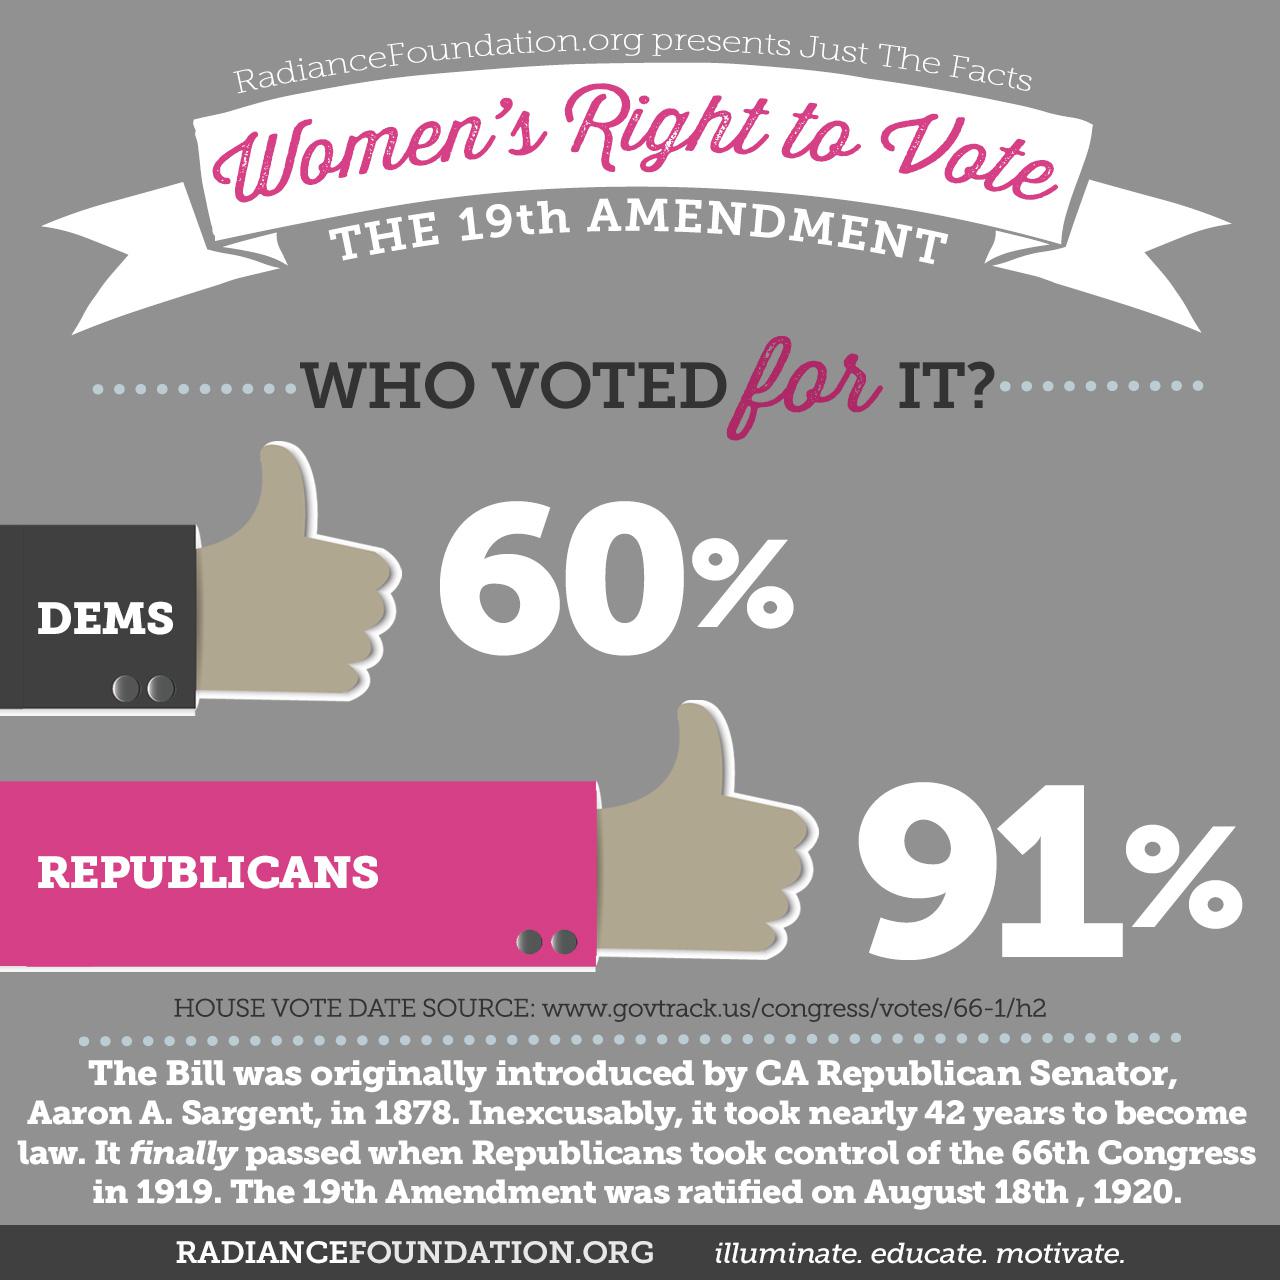 RadianceFoundation.org presents Just The Facts
Women's Right to Vote
THE 19th AMENDMENT
WHO VOTED for IT?
60%
DEMS
91%
REPUBLICANS
HOUSE VOTE DATE SOURCE: www.govtrack.us/congress/votes/66-1/h2
The Bill was originally introduced by CA Republican Senator,
Aaron A. Sargent, in 1878. Inexcusably, it took nearly 42 years to become
law. It finally passed when Republicans took control of the 66th Congress
in 1919. The 19th Amendment was ratified on August 18th , 1920.
RADIANCEFOUNDATION.ORG illuminate. educate. motivate.